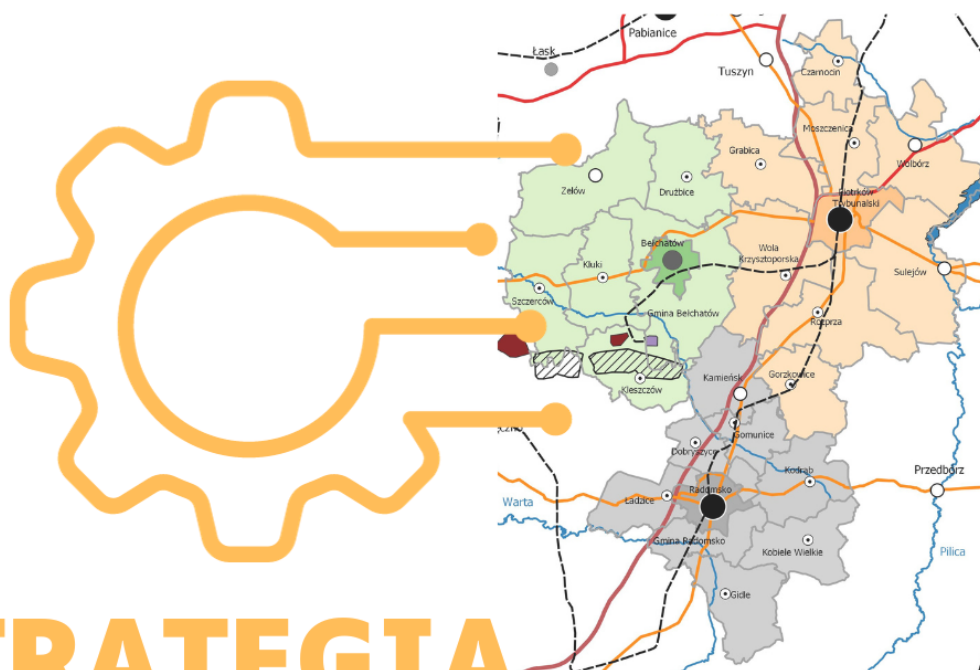 Pabianice
Łask
Tuszyn
Czarnocin
Moszczenica
Grabica
Wolbórz
Zelów
Drużbice
Piotrków
Trybunalski
Bełchatów
Wola
Krzysztoporska
Kluki
Sulejów
Szczerców
Gmina Bełchatów
Rozprza
Kamieńsk
Gorzkowice
Kleszczów
Gomunice
Dobryszyce
Kodrąb
Przedbórz
Radomsko
Ładzice
Warta
Gmina Radomsko
Kobiele Wielkie
Pilica
Gidle
TRATEGIA